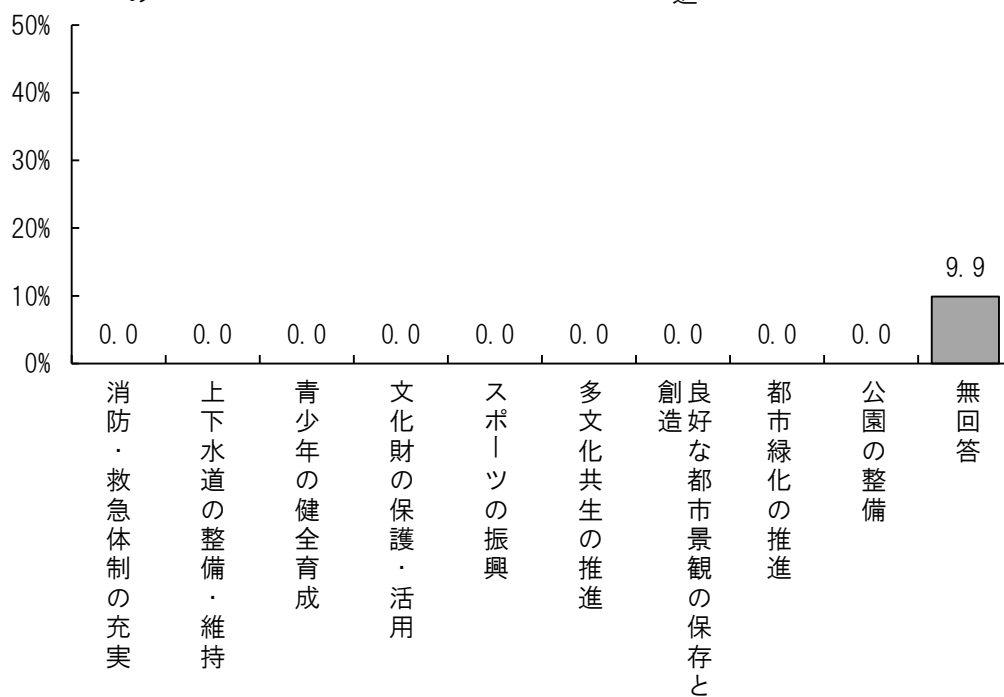 50%
40%
30%
20%
10%
0%
0.0
0.0
0.0
0.0
0.0
0.0
0.0
0.0
0.0
9.9
消防・救急体制の充実
上下水道の整備・維持
青少年の健全育成
文化財の保護・活用
スポーツの振興
多文化共生の推進
良好な都市景観の保存と
創造
都市緑化の推進
公園の整備
無回答